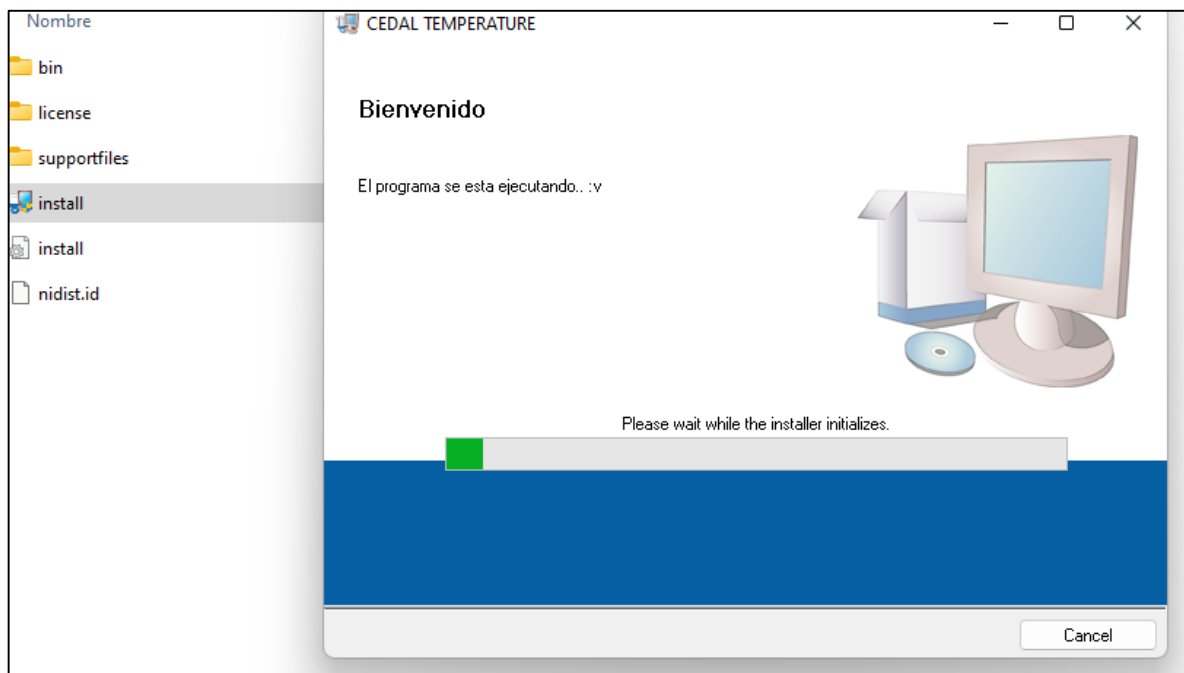 Nombre
bin
license
supportfiles
install
install
nidist.id
CEDAL TEMPERATURE
Bienvenido
El programa se esta ejecutando.. :v
Please wait while the installer initializes.
Cancel